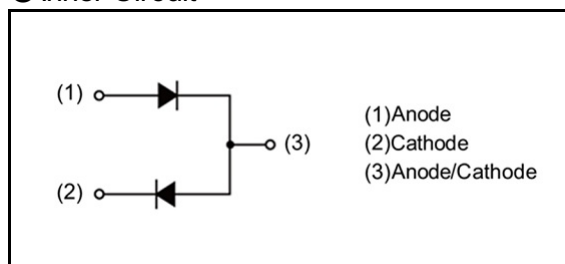 Inner Circuit
(1)
(3)
(2)
(1)Anode
(2)Cathode
(3)Anode/Cathode